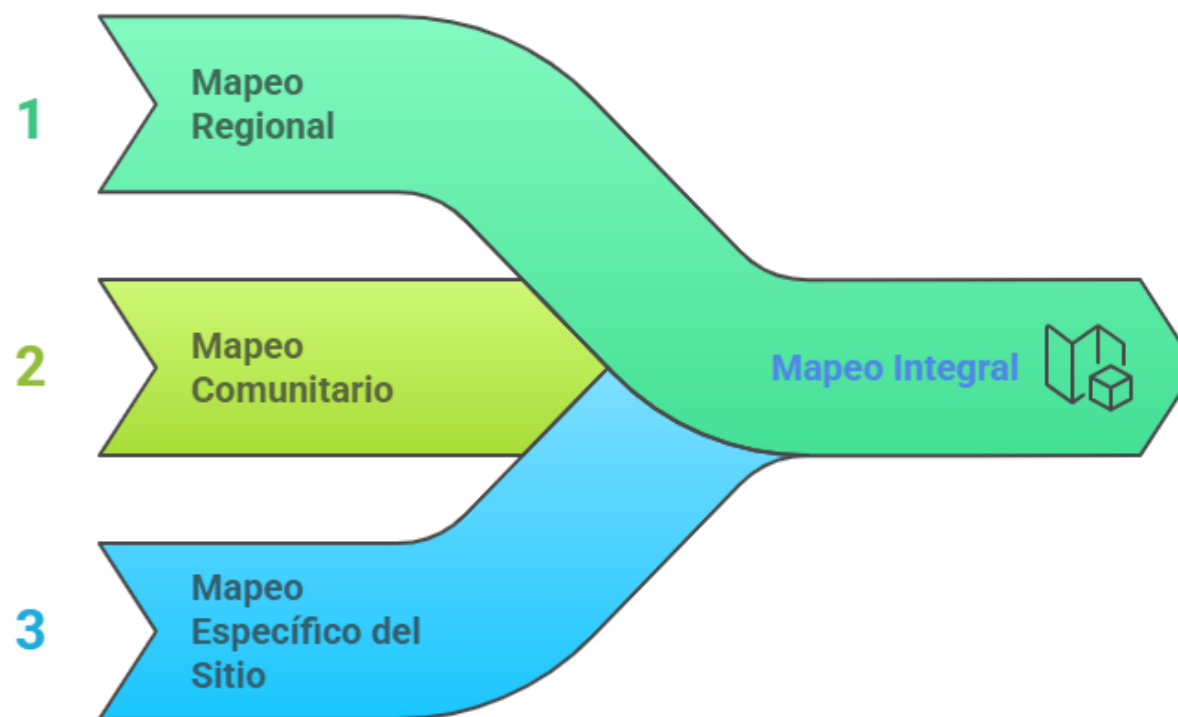 1
Mapeo
Regional
2
Mapeo
Comunitario
Mapeo Integral
3
Mapeo
Específico del
Sitio